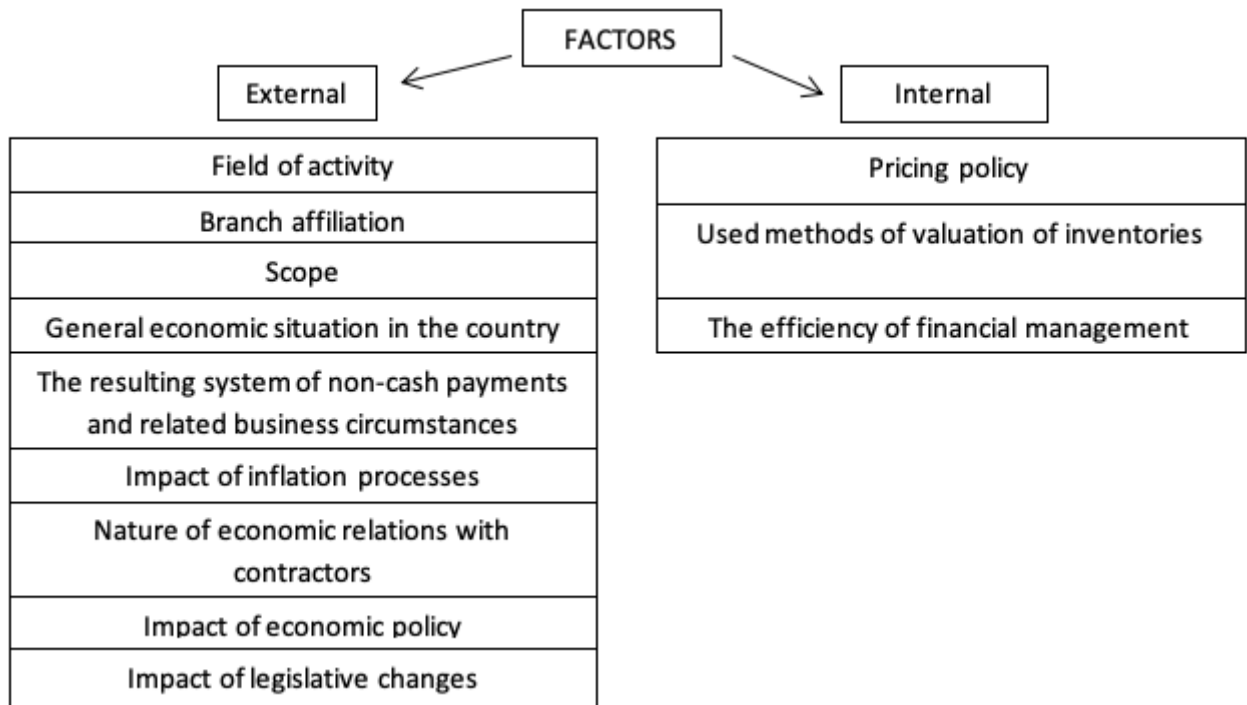 FACTORS
External
Internal
Field of activity
Branch affiliation
Scope
General economic situation in the country
The resulting system of non-cash payments
and related business circumstances
Impact of inflation processes
Nature of economic relations with
contractors
Impact of economic policy
Impact of legislative changes
Pricing policy
Used methods of valuation of inventories
The efficiency of financial management